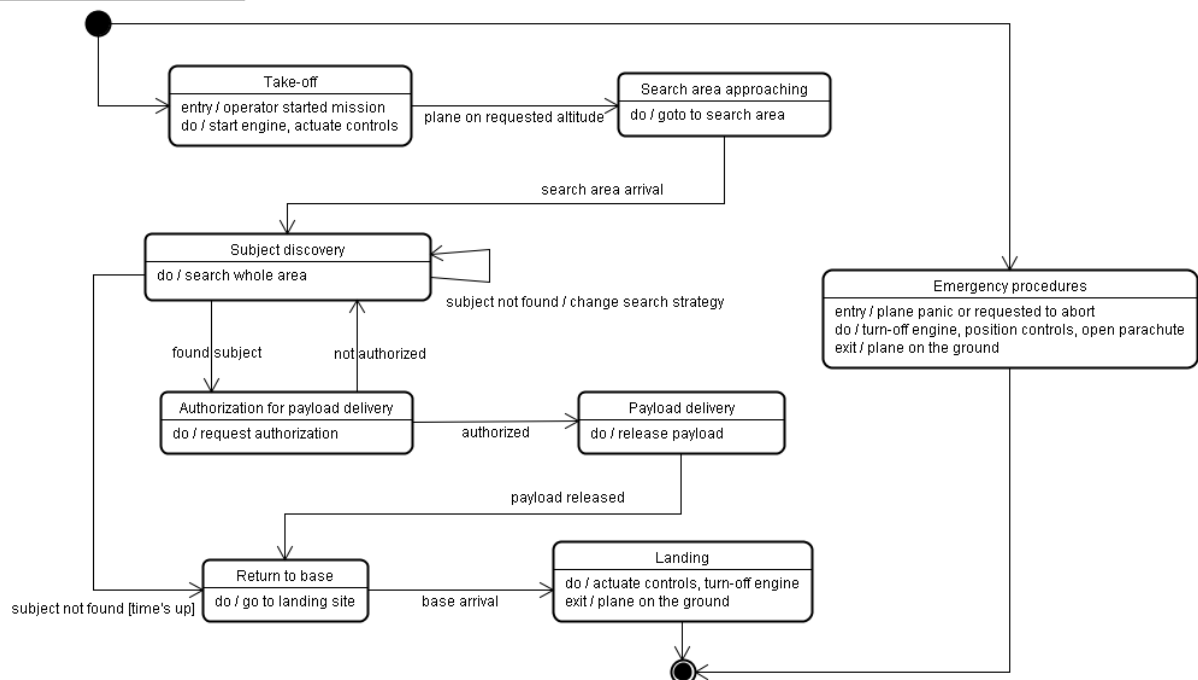 Take-off
entry / operator started mission
do / start engine, actuate controls
plane on requested altitude
Search area approaching
do / goto to search area
search area arrival
Subject discovery
do / search whole area
subject not found / change search strategy
Emergency procedures
entry / plane panic or requested to abort
do / turn-off engine, position controls, open parachute
exit / plane on the ground
found subject
not authorized
Authorization for payload delivery
do / request authorization
authorized
Payload delivery
do / release payload
payload released
Return to base
do / go to landing site
subject not found [time's up]
base arrival
Landing
do / actuate controls, turn-off engine
exit / plane on the ground